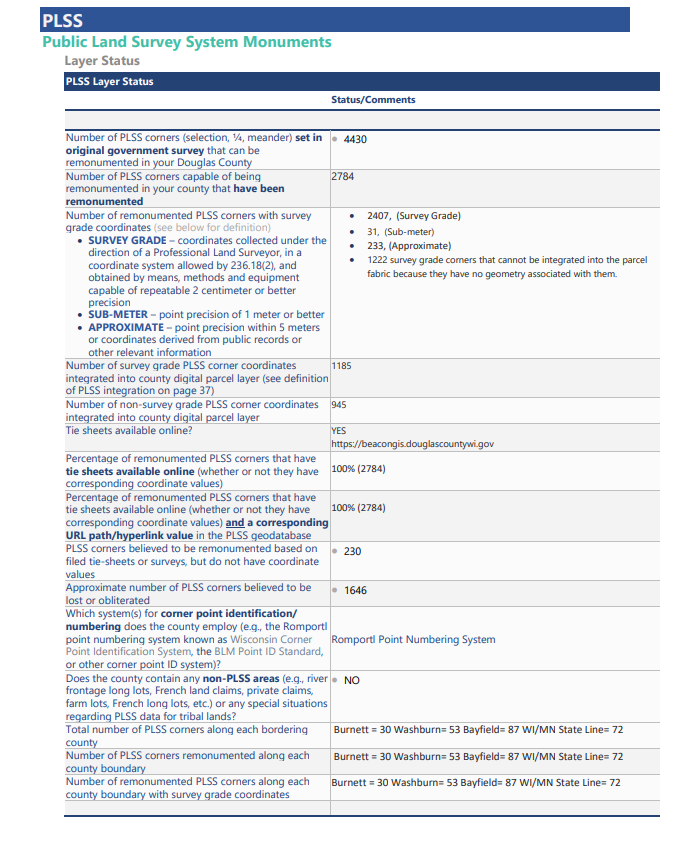 PLSS
Public Land Survey System Monuments
Layer Status
PLSS Layer Status
Status/Comments
Number of PLSS corners (selection, ¼, meander) set in
original government survey that can be
remonumented in your Douglas County
4430
Number of PLSS corners capable of being
remonumented in your county that have been
remonumented
2784
Number of remonumented PLSS corners with survey
grade coordinates (see below for definition)
• SURVEY GRADE – coordinates collected under the
direction of a Professional Land Surveyor, in a
coordinate system allowed by 236.18(2), and
obtained by means, methods and equipment
capable of repeatable 2 centimeter or better
precision
• SUB-METER – point precision of 1 meter or better
• APPROXIMATE – point precision within 5 meters
or coordinates derived from public records or
other relevant information
• 2407, (Survey Grade)
• 31, (Sub-meter)
• 233, (Approximate)
• 1222 survey grade corners that cannot be integrated into the parcel
fabric because they have no geometry associated with them.
Number of survey grade PLSS corner coordinates
integrated into county digital parcel layer (see definition
of PLSS integration on page 37)
1185
Number of non-survey grade PLSS corner coordinates
integrated into county digital parcel layer
945
Tie sheets available online?
YES
https://beacongis.douglascountywi.gov
Percentage of remonumented PLSS corners that have
tie sheets available online (whether or not they have
corresponding coordinate values)
100% (2784)
Percentage of remonumented PLSS corners that have
tie sheets available online (whether or not they have
corresponding coordinate values) and a corresponding
URL path/hyperlink value in the PLSS geodatabase
100% (2784)
PLSS corners believed to be remonumented based on
filed tie-sheets or surveys, but do not have coordinate
values
• 230
Approximate number of PLSS corners believed to be
lost or obliterated
• 1646
Which system(s) for corner point identification/
numbering does the county employ (e.g., the Romportl
point numbering system known as Wisconsin Corner
Point Identification System, the BLM Point ID Standard,
or other corner point ID system)?
Romportl Point Numbering System
Does the county contain any non-PLSS areas (e.g., river
frontage long lots, French land claims, private claims,
farm lots, French long lots, etc.) or any special situations
regarding PLSS data for tribal lands?
• NO
Total number of PLSS corners along each bordering
county
Burnett = 30 Washburn= 53 Bayfield= 87 WI/MN State Line= 72
Number of PLSS corners remonumented along each
county boundary
Burnett = 30 Washburn= 53 Bayfield= 87 WI/MN State Line= 72
Number of remonumented PLSS corners along each
county boundary with survey grade coordinates
Burnett = 30 Washburn= 53 Bayfield= 87 WI/MN State Line= 72